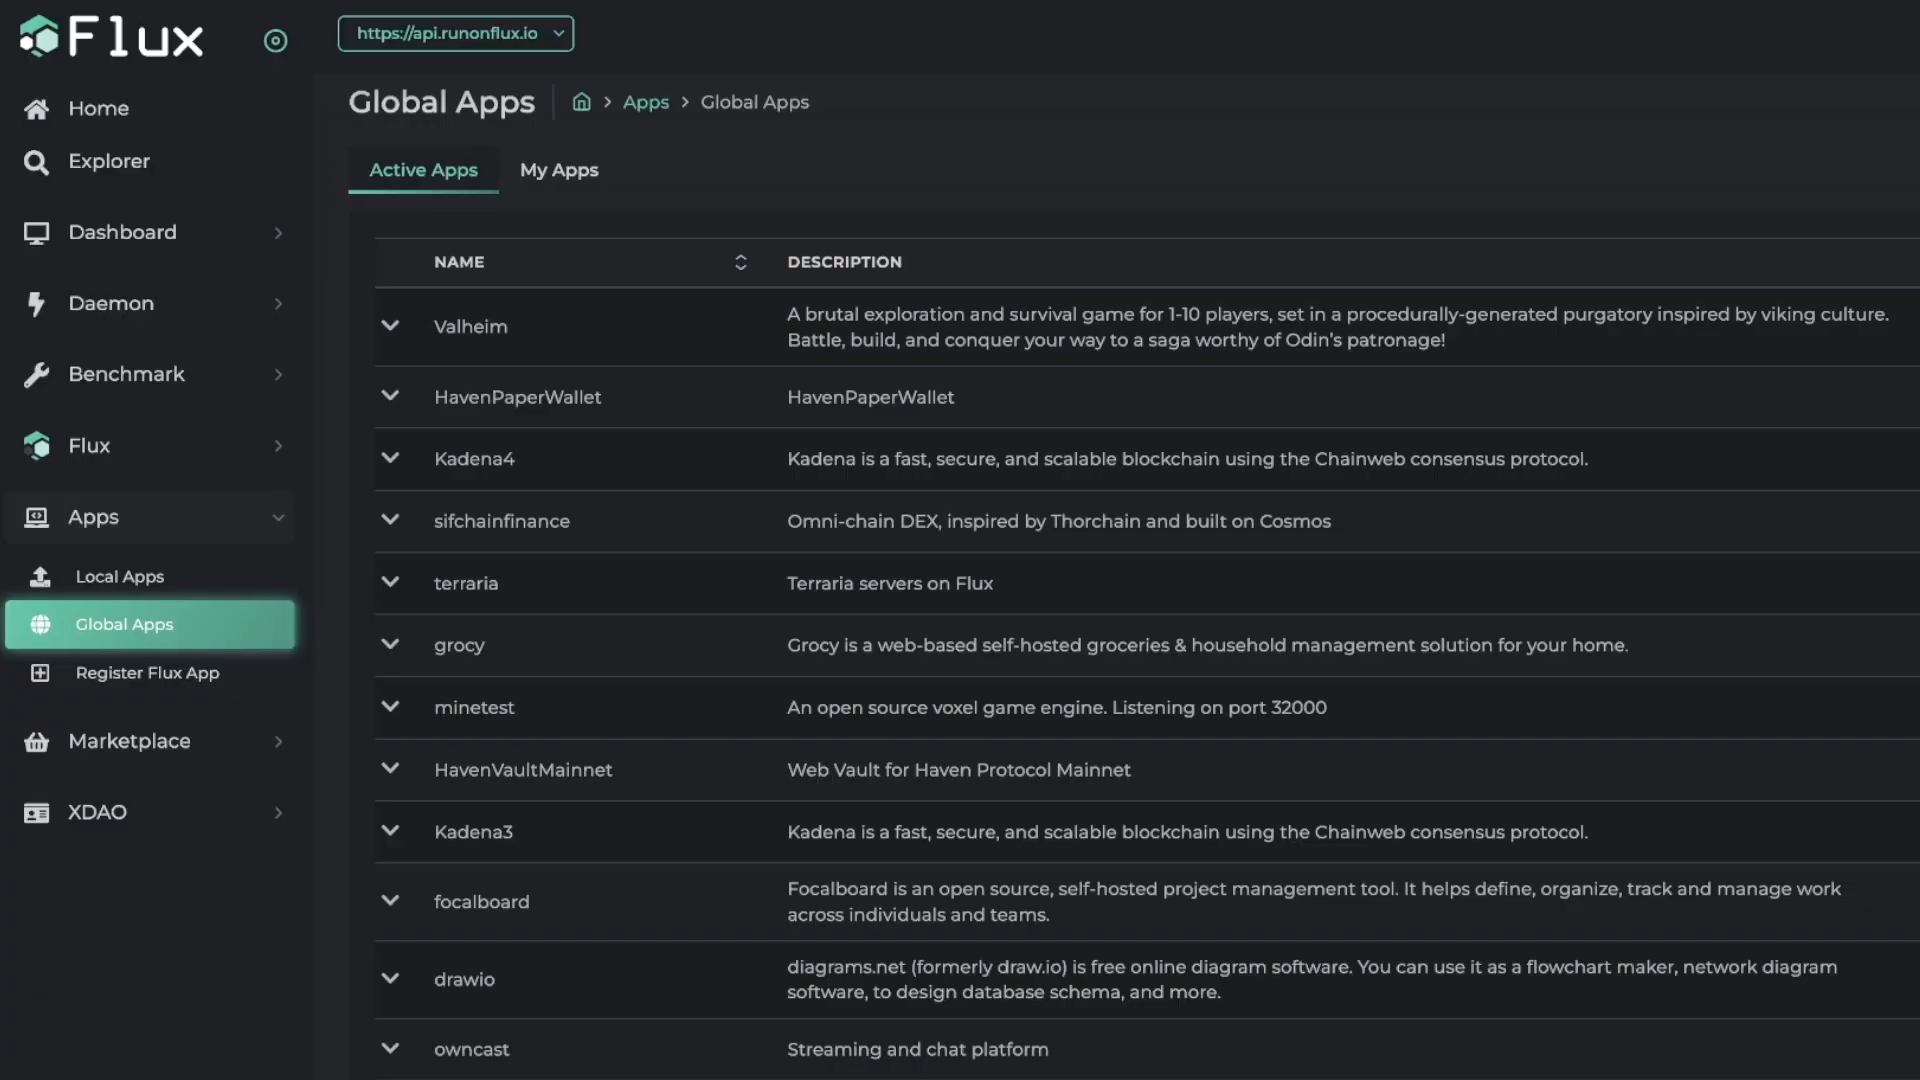 Flux
https://api.runonflux.io
Home
Explorer
Dashboard
Daemon
Benchmark
Flux
Apps
Local Apps
Global Apps
Register Flux App
Marketplace
XDAO
Global Apps
Apps
Global Apps
Active Apps
My Apps
NAME
DESCRIPTION
Valheim
A brutal exploration and survival game for 1-10 players, set in a procedurally-generated purgatory inspired by viking culture.
Battle, build, and conquer your way to a saga worthy of Odin's patronage!
HavenPaperWallet
HavenPaperWallet
Kadena4
Kadena is a fast, secure, and scalable blockchain using the Chainweb consensus protocol.
sifchainfinance
Omni-chain DEX, inspired by Thorchain and built on Cosmos
terraria
Terraria servers on Flux
grocy
Grocy is a web-based self-hosted groceries & household management solution for your home.
minetest
An open source voxel game engine. Listening on port 32000
HavenVaultMainnet
Web Vault for Haven Protocol Mainnet
Kadena3
Kadena is a fast, secure, and scalable blockchain using the Chainweb consensus protocol.
focalboard
Focalboard is an open source, self-hosted project management tool. It helps define, organize, track and manage work
across individuals and teams.
drawio
diagrams.net (formerly draw.io) is free online diagram software. You can use it as a flowchart maker, network diagram
software, to design database schema, and more.
owncast
Streaming and chat platform